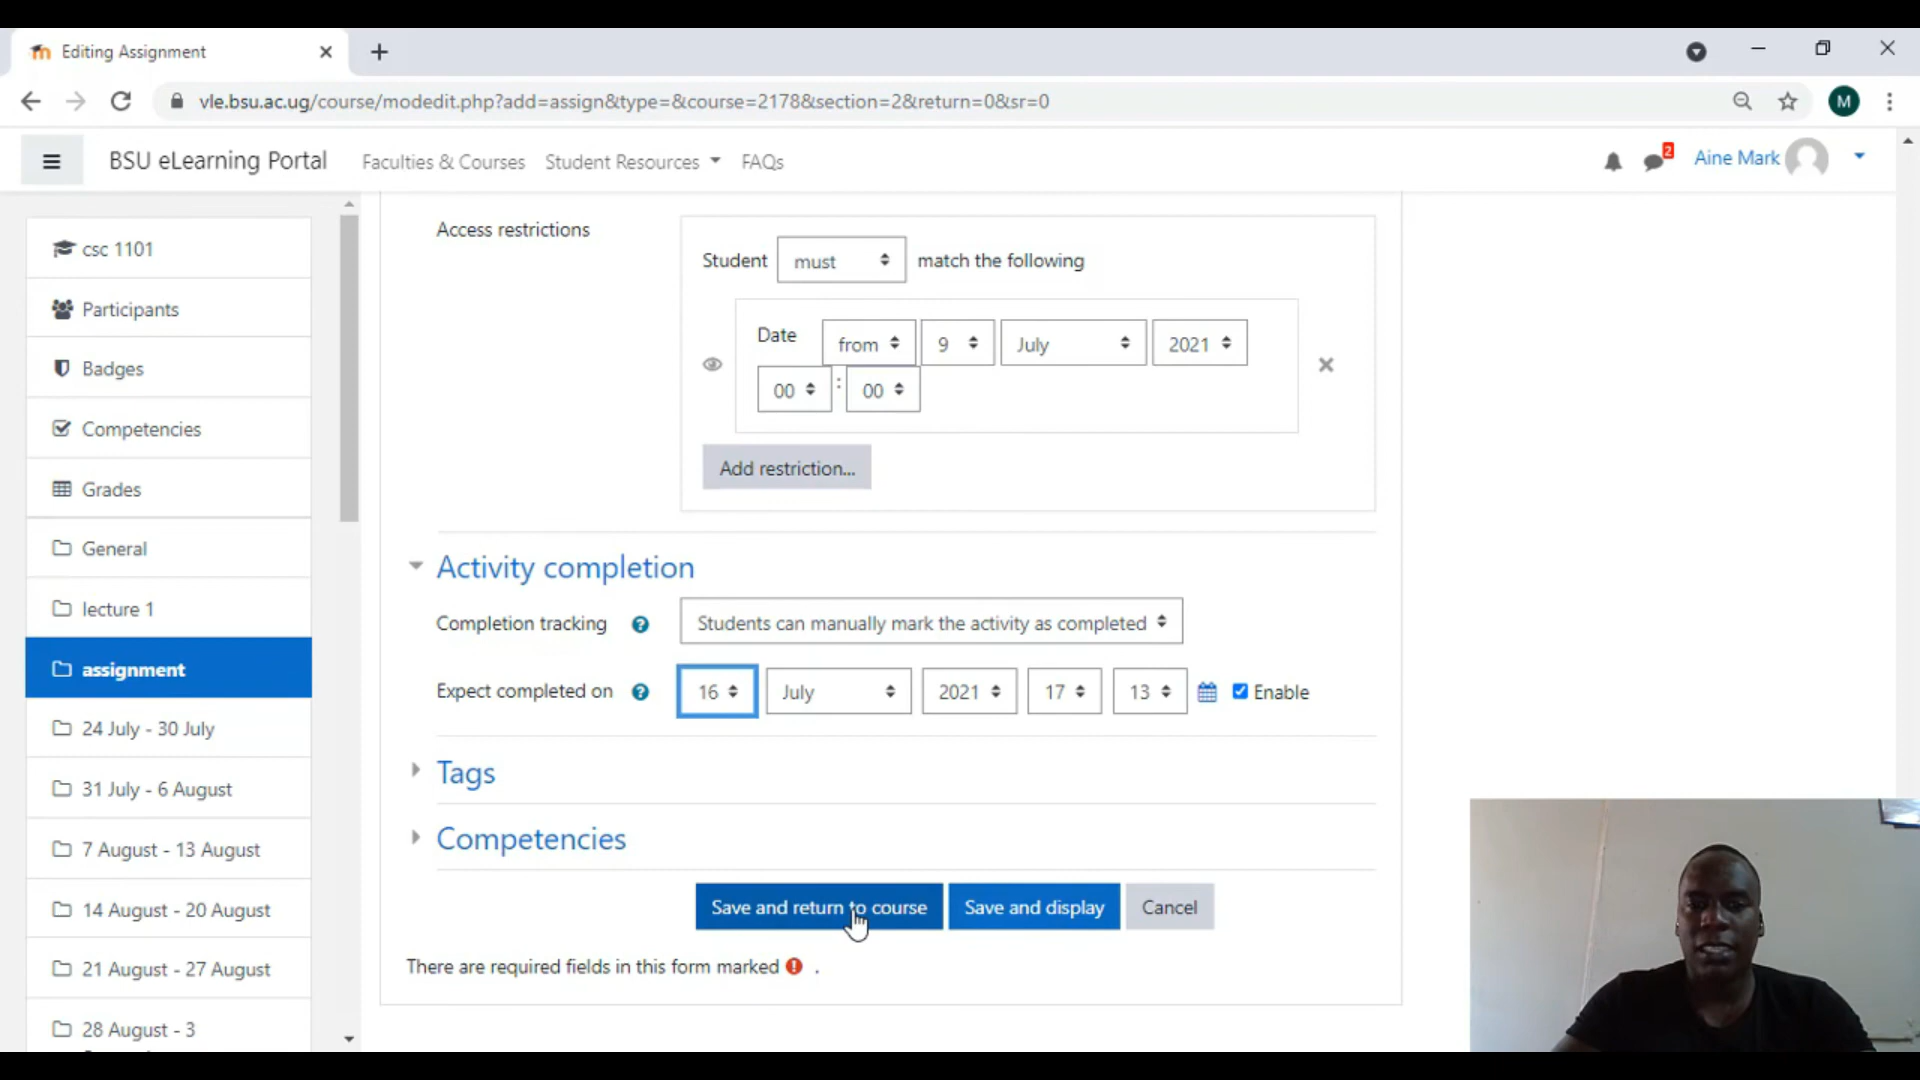 Editing Assignment
vle.bsu.ac.ug/course/modedit.php?add=assign&type=&course=2178&section=2&return=0&sr=0
M
BSU eLearning Portal
Faculties & Courses
Student Resources
FAQs
2
Aine Mark
csc 1101
Participants
Badges
Competencies
Grades
General
lecture 1
assignment
24 July - 30 July
31 July - 6 August
7 August - 13 August
14 August - 20 August
21 August - 27 August
28 August - 3
Access restrictions
Student must match the following
Date from 9 July 2021
00 : 00
Add restriction...
Activity completion
Completion tracking ? Students can manually mark the activity as completed
Expect completed on ? 16 July 2021 17 13 Enable
Tags
Competencies
Save and return to course Save and display Cancel
There are required fields in this form marked ! .